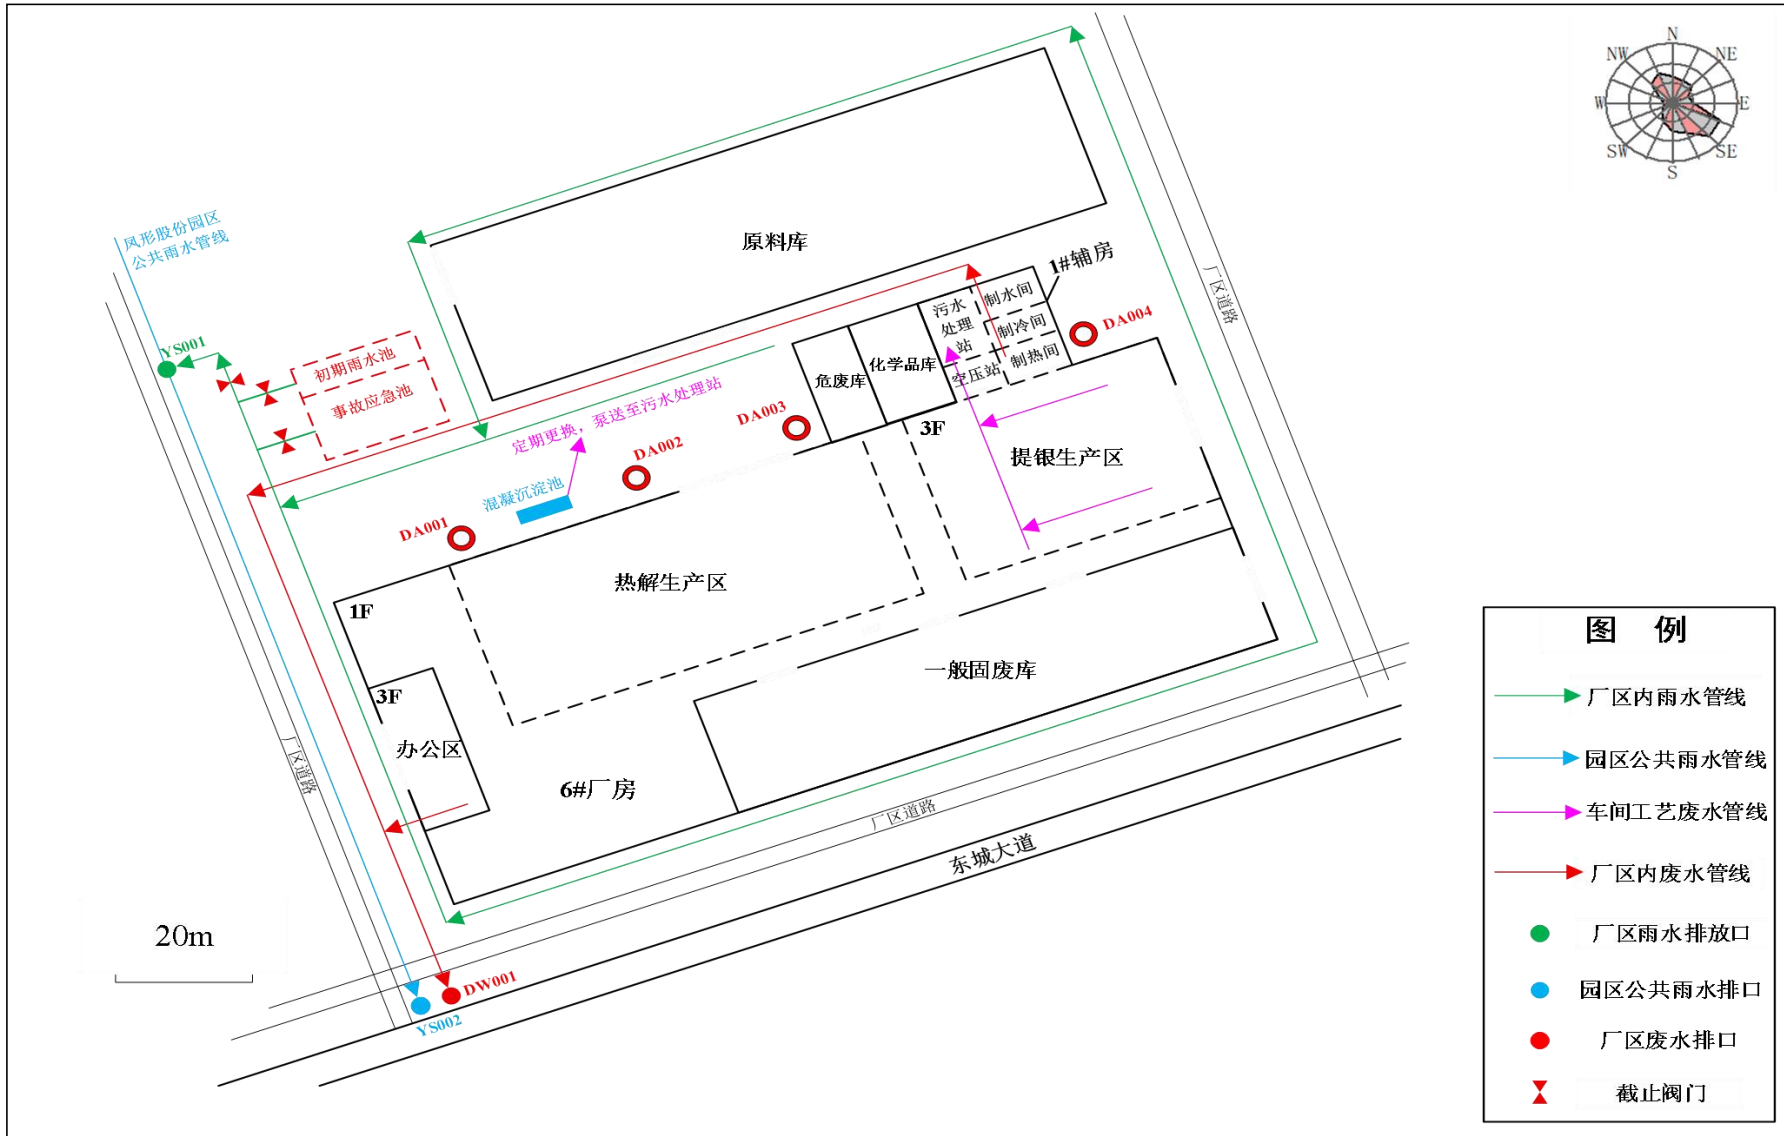 N
NW
NE
W
E
SW
SE
S
凤形股份园区
公共雨水管线
原料库
1#辅房
厂区道路
YS001
初期雨水池
事故应急池
污水
处理
站
制水间
制冷间
制热间
空压站
化学品库
危废库
DA004
定期更换，泵送至污水处理站
DA003
DA002
3F
提银生产区
混凝沉淀池
DA001
热解生产区
1F
一般固废库
3F
办公区
厂区道路
6#厂房
厂区道路
东城大道
20m
DW001
YS002
图 例
厂区内雨水管线
园区公共雨水管线
车间工艺废水管线
厂区内废水管线
厂区雨水排放口
园区公共雨水排口
厂区废水排口
截止阀门